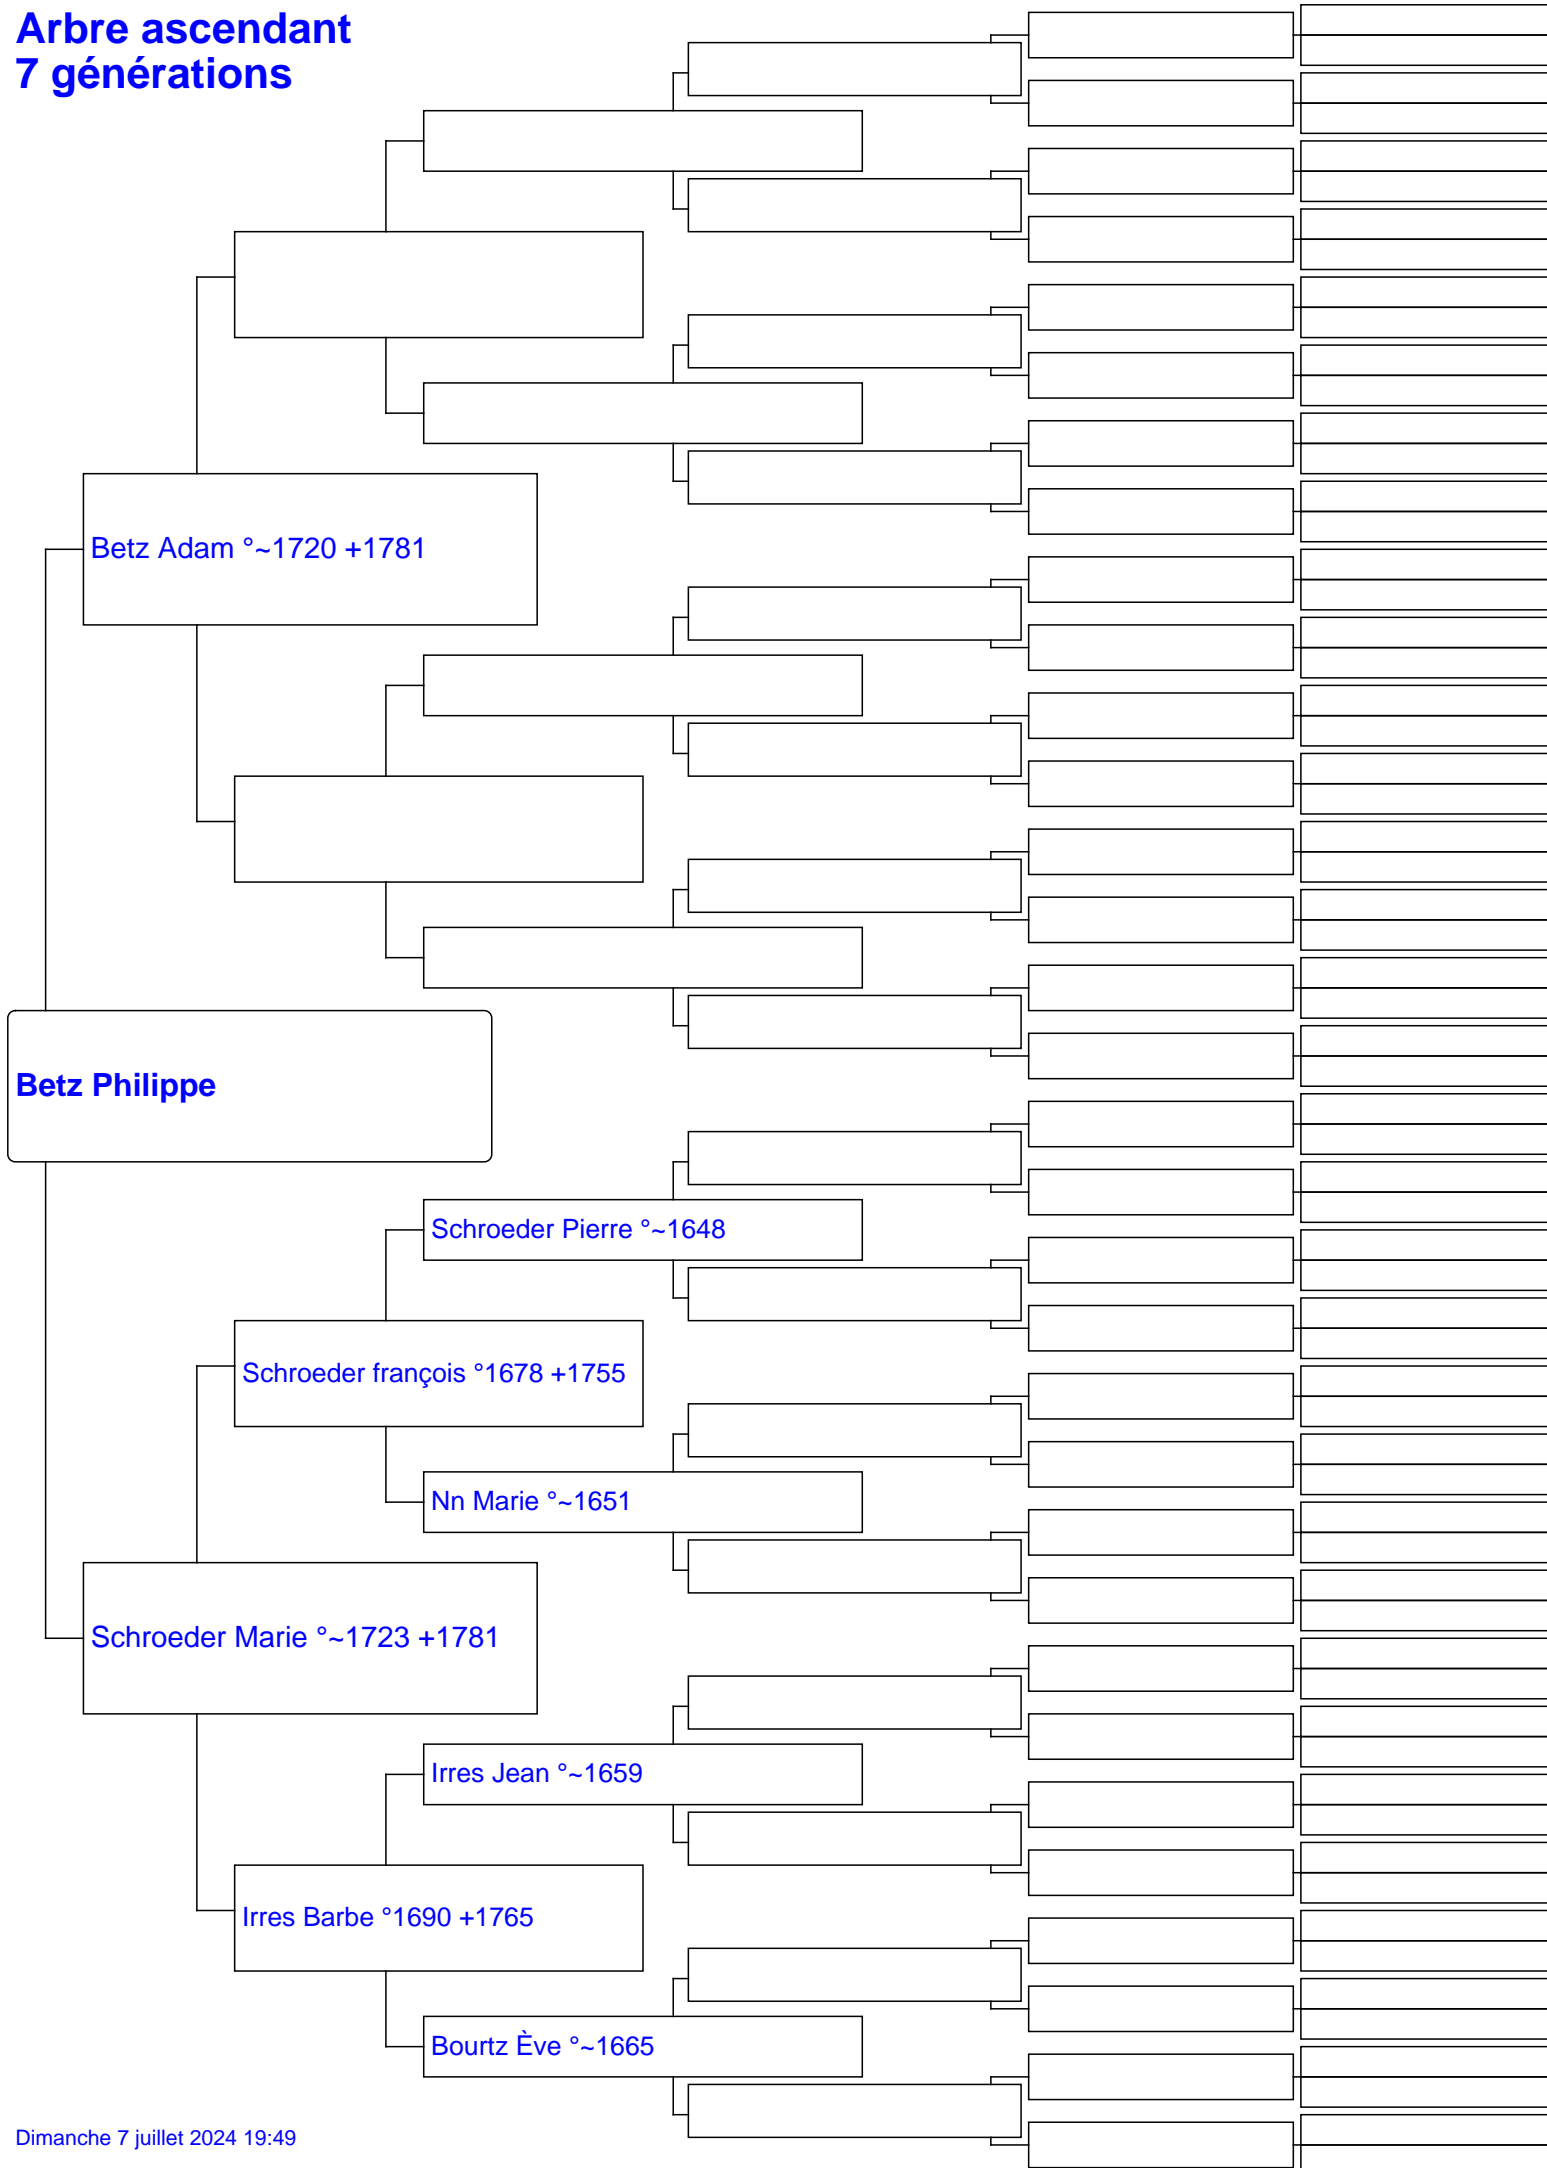 Arbre ascendant
7 générations
Betz Adam °~1720 +1781
Betz Philippe
Schroeder Pierre °~1648
Schroeder françois °1678 +1755
Nn Marie °~1651
Schroeder Marie °~1723 +1781
Irres Jean °~1659
Irres Barbe °1690 +1765
Bourtz Ève °~1665
Dimanche 7 juillet 2024 19:49